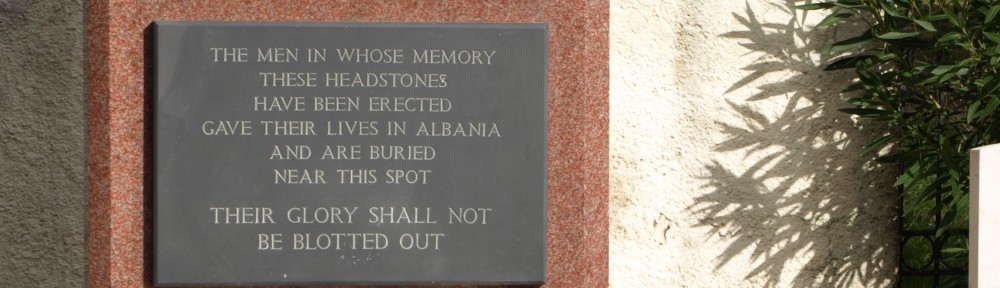 THE MEN IN WHOSE MEMORY
THESE HEADSTONES
HAVE BEEN ERECTED
GAVE THEIR LIVES IN ALBANIA
AND ARE BURIED
NEAR THIS SPOT
THEIR GLORY SHALL NOT
BE BLOTTED OUT